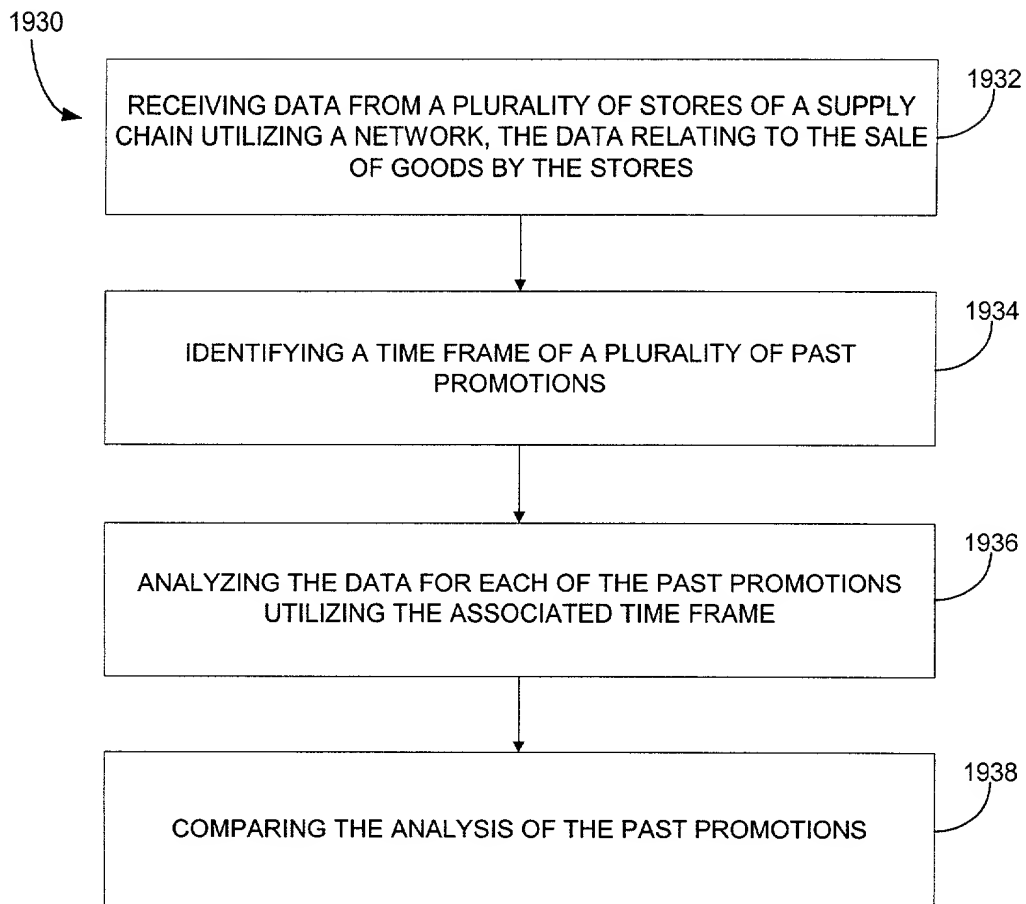 1930
1932
RECEIVING DATA FROM A PLURALITY OF STORES OF A SUPPLY
CHAIN UTILIZING A NETWORK, THE DATA RELATING TO THE SALE
OF GOODS BY THE STORES
1934
IDENTIFYING A TIME FRAME OF A PLURALITY OF PAST
PROMOTIONS
1936
ANALYZING THE DATA FOR EACH OF THE PAST PROMOTIONS
UTILIZING THE ASSOCIATED TIME FRAME
1938
COMPARING THE ANALYSIS OF THE PAST PROMOTIONS